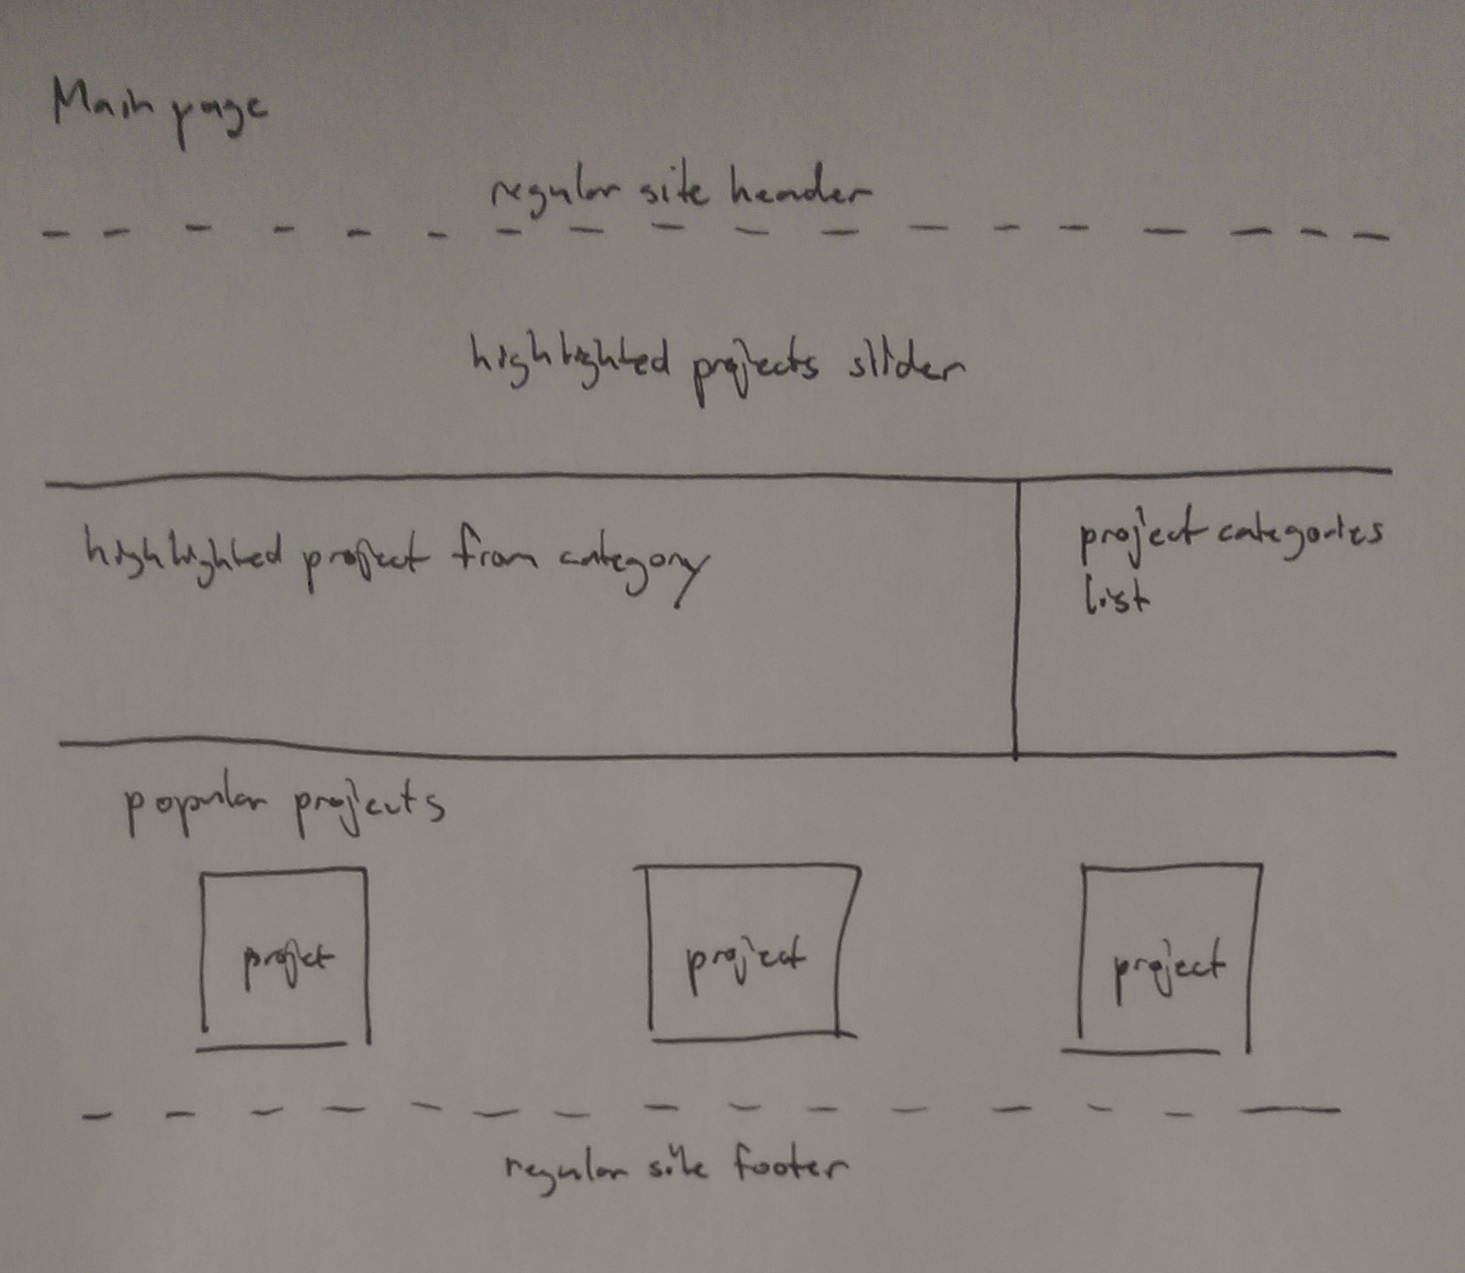 Main page
regular site header
highlighted projects slider
highlighted project from category
project categories
list
popular projects
project
project
project
regular site footer